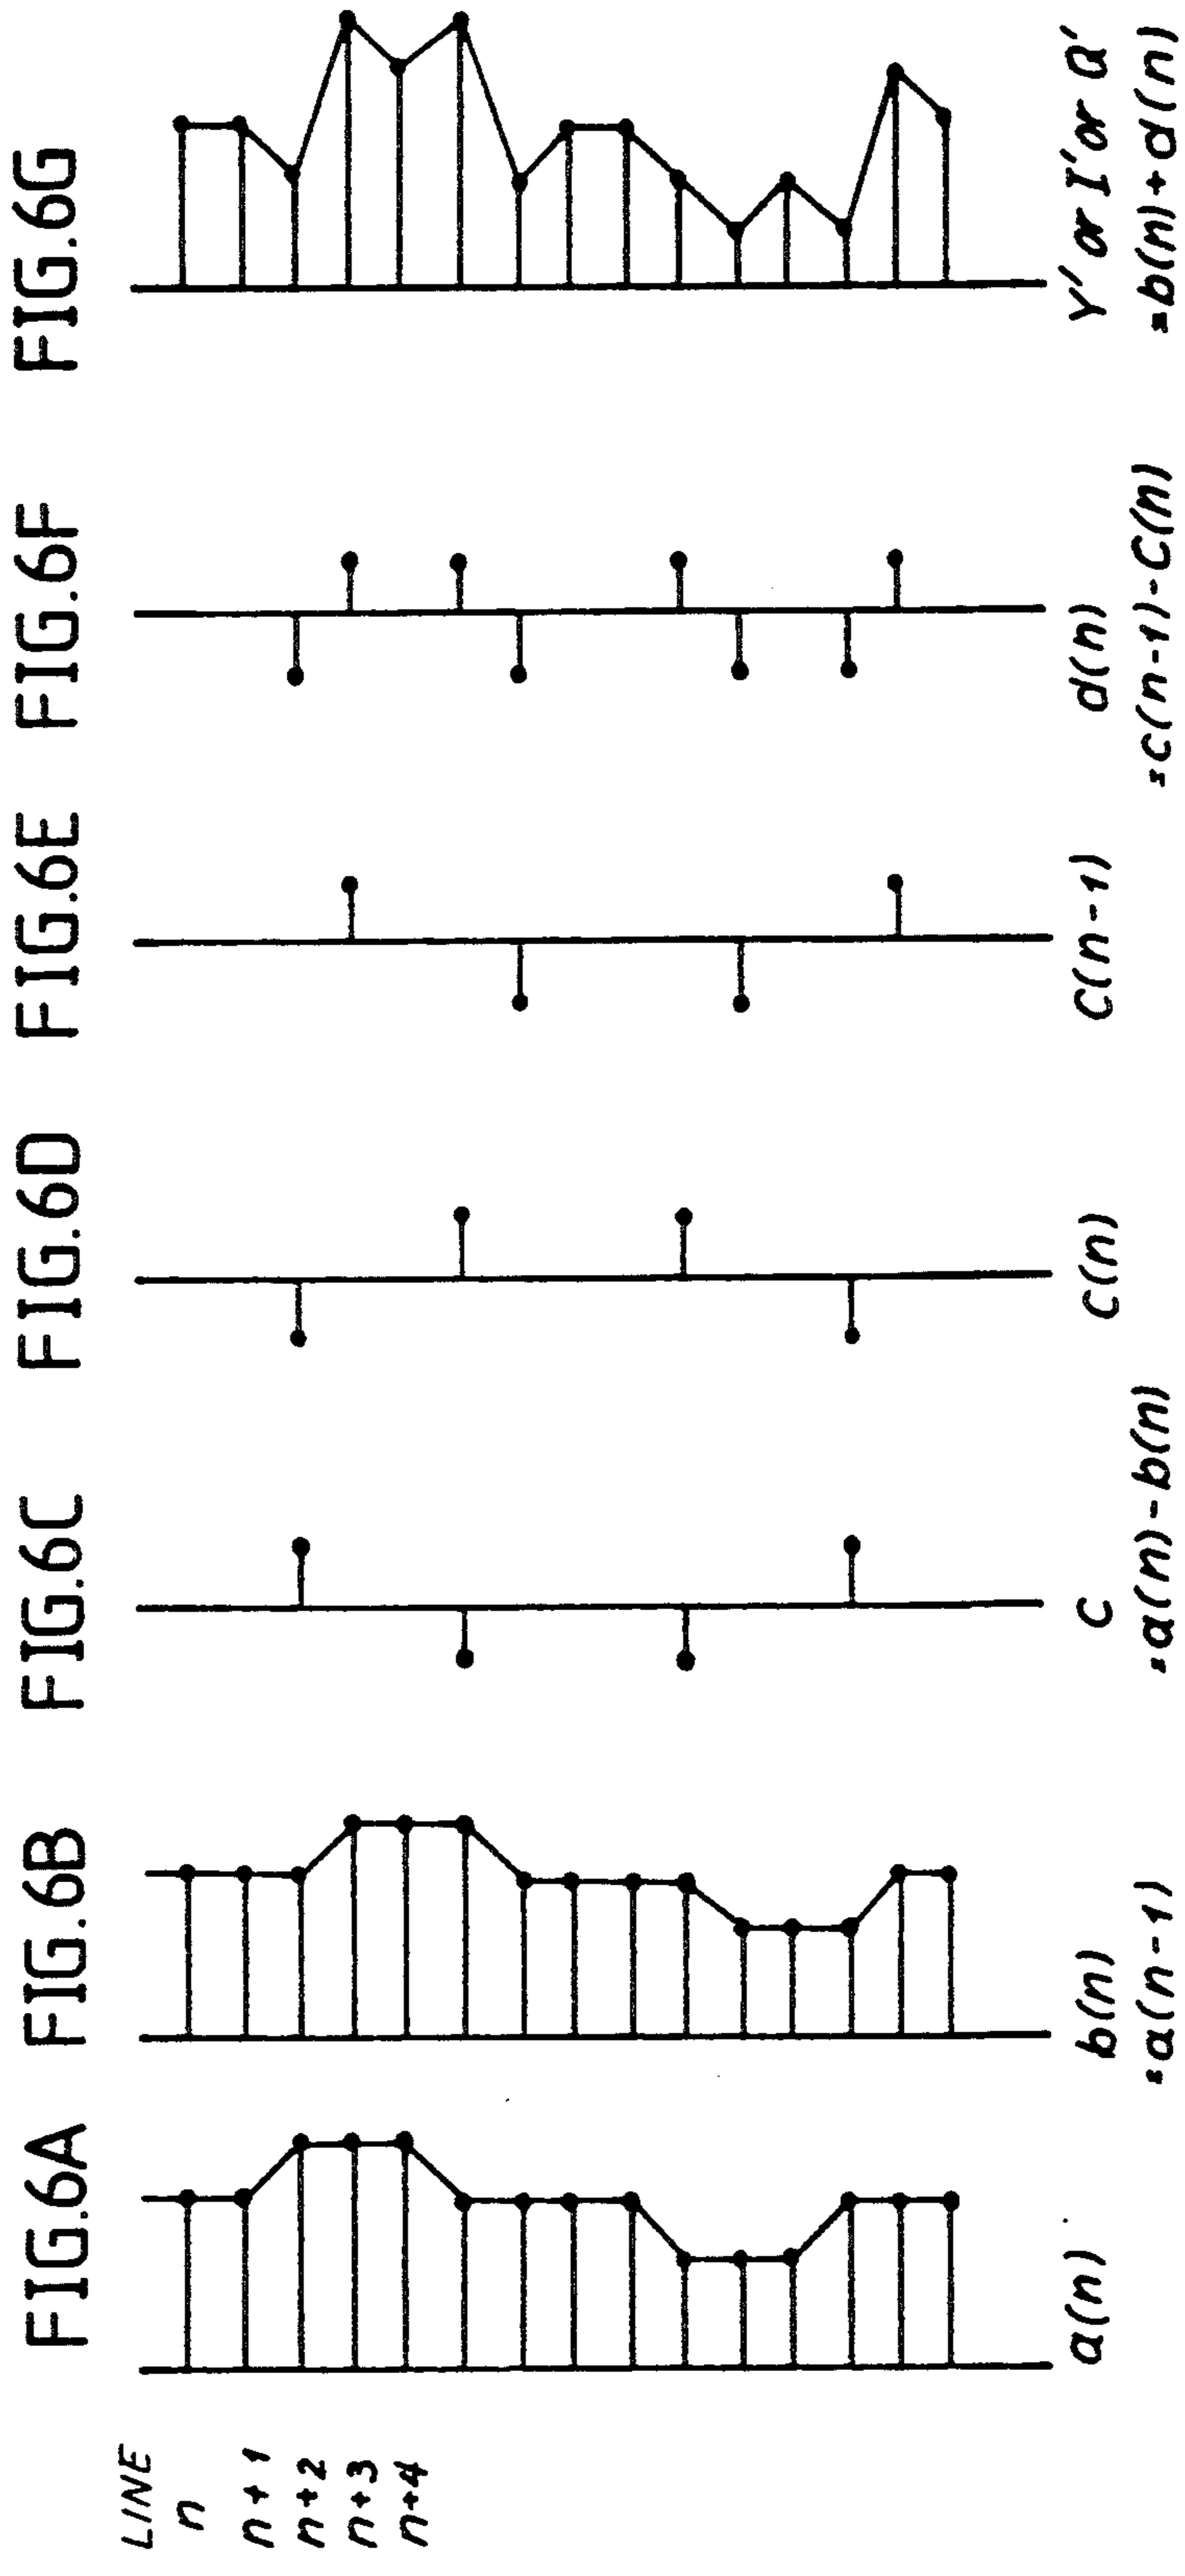 LINE
n
n+1
n+2
n+3
n+4
FIG.6A
a(n)
FIG.6B
b(n)
=a(n-1)
FIG.6C
c
=a(n)-b(n)
FIG.6D
C(n)
FIG.6E
C(n-1)
FIG.6F
d(n)
=C(n-1)-C(n)
FIG.6G
Y' or I' or Q'
=b(n)+d(n)